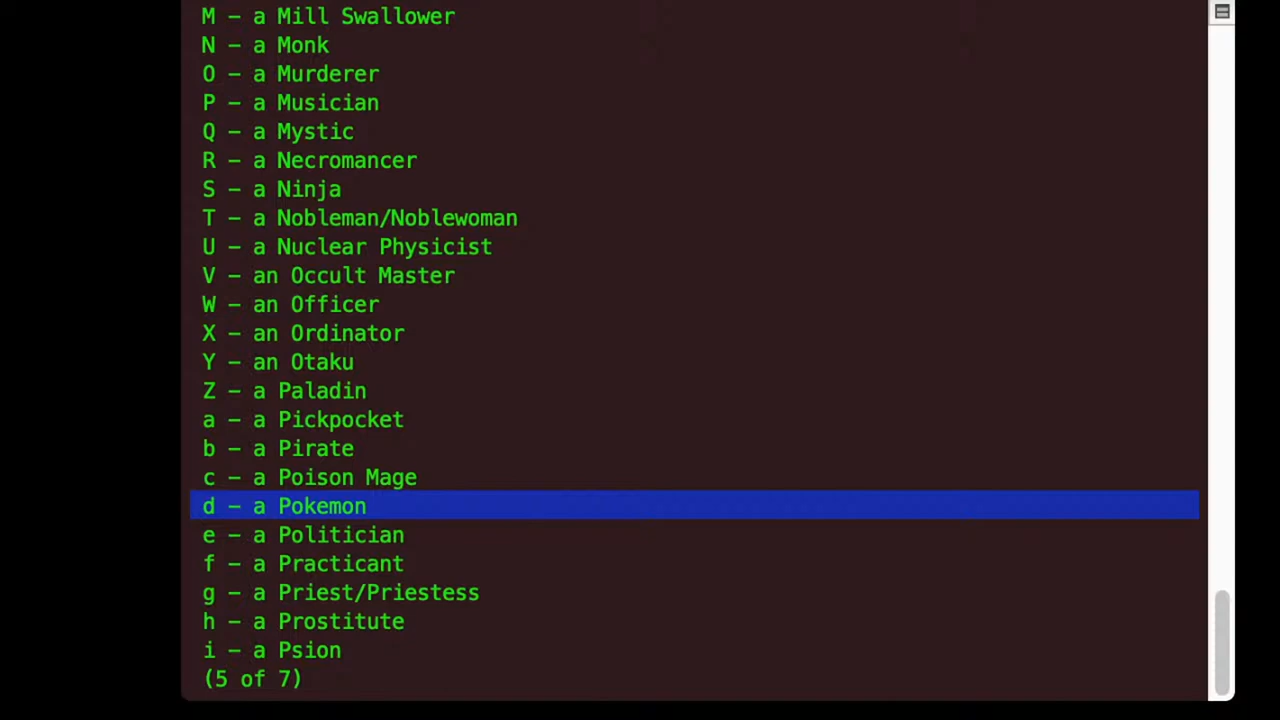 M - a Mill Swallower
N - a Monk
O - a Murderer
P - a Musician
Q - a Mystic
R - a Necromancer
S - a Ninja
T - a Nobleman/Noblewoman
U - a Nuclear Physicist
V - an Occult Master
W - an Officer
X - an Ordinator
Y - an Otaku
Z - a Paladin
a - a Pickpocket
b - a Pirate
c - a Poison Mage
d - a Pokemon
e - a Politician
f - a Practicant
g - a Priest/Priestess
h - a Prostitute
i - a Psion
(5 of 7)